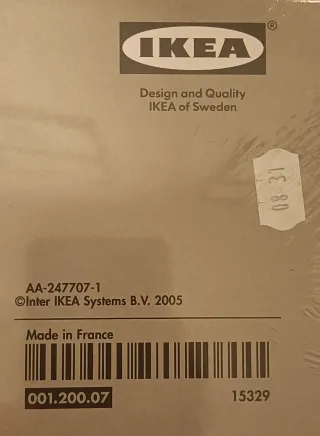 IKEA®
Design and Quality
IKEA of Sweden
08-31
AA-247707-1
©Inter IKEA Systems B.V. 2005
Made in France
001.200.07
15329